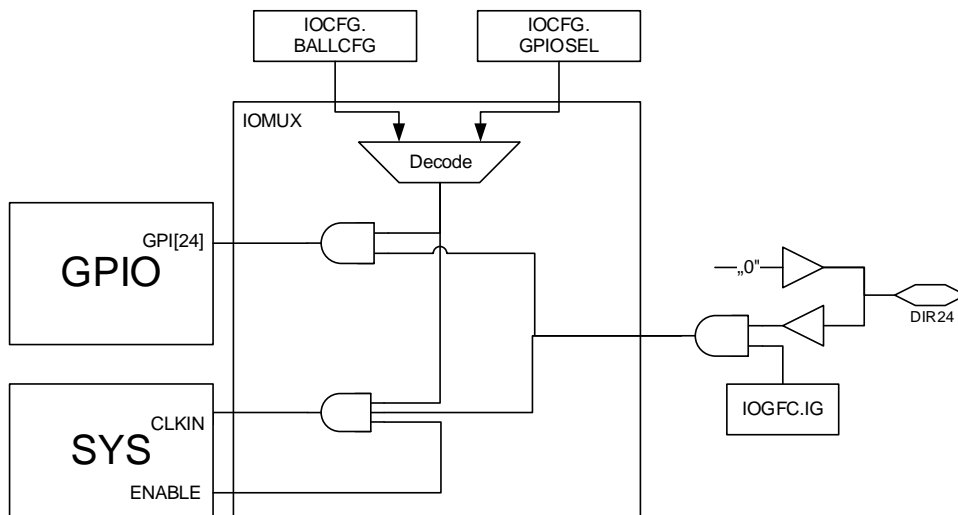 IOCFG.
BALLCFG
IOCFG.
GPIOSEL
IOMUX
Decode
GPI[24]
GPIO
„0"
DIR24
IOGFC.IG
CLKIN
SYS
ENABLE